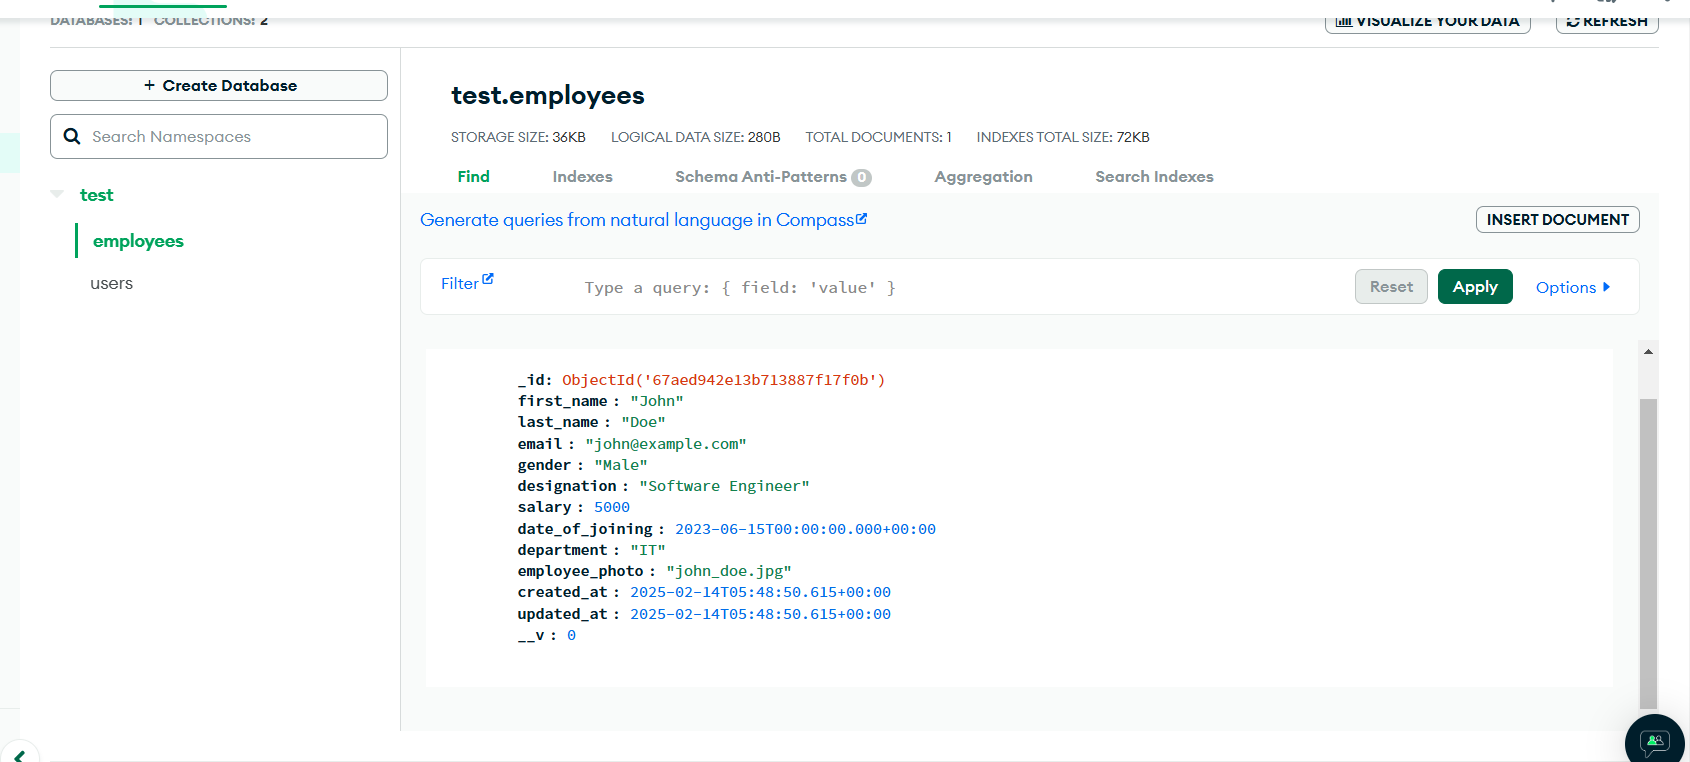 DATABASES: 1 COLLECTIONS: 2
VISUALIZE YOUR DATA
REFRESH
+ Create Database
Search Namespaces
test
employees
users
test.employees
STORAGE SIZE: 36KB LOGICAL DATA SIZE: 280B TOTAL DOCUMENTS: 1 INDEXES TOTAL SIZE: 72KB
Find Indexes Schema Anti-Patterns 0 Aggregation Search Indexes
Generate queries from natural language in Compass
INSERT DOCUMENT
Filter Type a query: { field: 'value' } Reset Apply Options
_id: ObjectId('67aed942e13b713887f17f0b')
first_name : "John"
last_name : "Doe"
email : "john@example.com"
gender : "Male"
designation : "Software Engineer"
salary : 5000
date_of_joining : 2023-06-15T00:00:00.000+00:00
department : "IT"
employee_photo : "john_doe.jpg"
created_at : 2025-02-14T05:48:50.615+00:00
updated_at : 2025-02-14T05:48:50.615+00:00
__v : 0